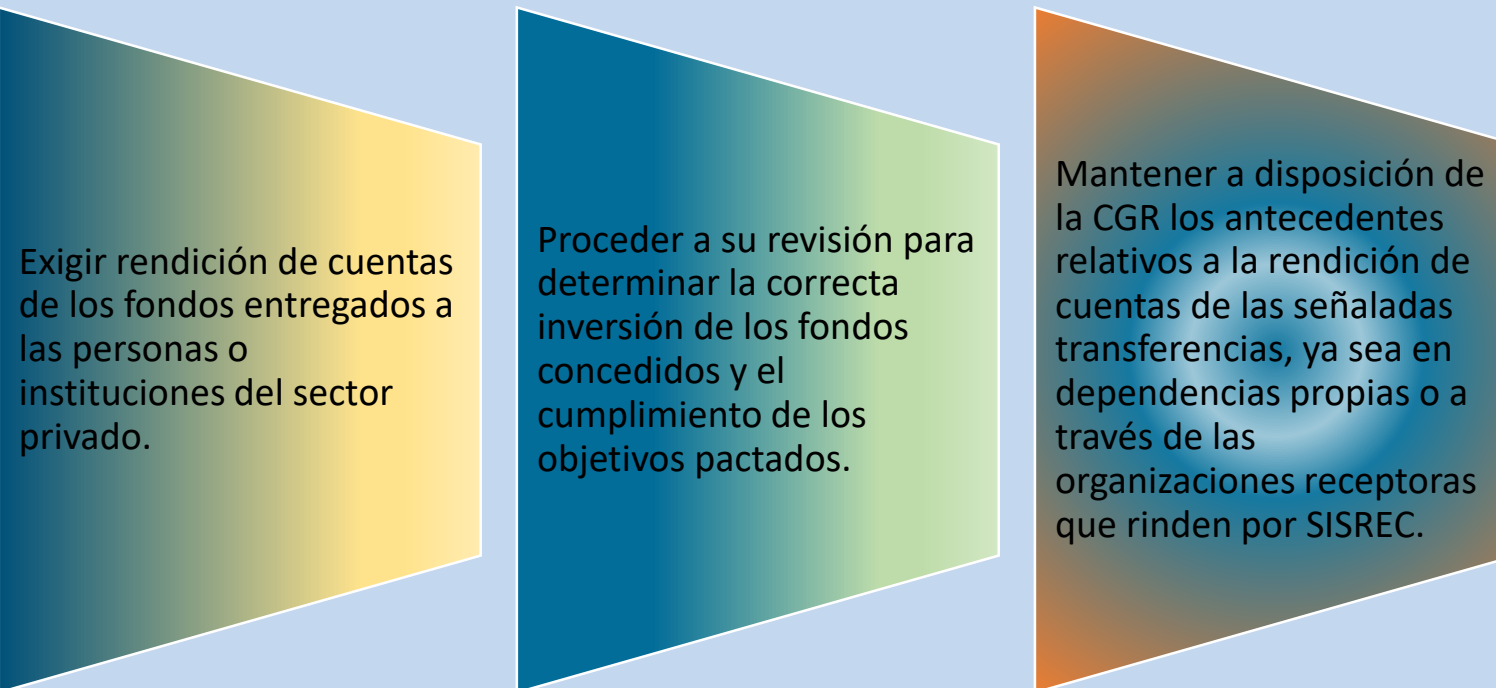 Exigir rendición de cuentas
de los fondos entregados a
las personas o
instituciones del sector
privado.
Proceder a su revisión para
determinar la correcta
inversión de los fondos
concedidos y el
cumplimiento de los
objetivos pactados.
Mantener a disposición de
la CGR los antecedentes
relativos a la rendición de
cuentas de las señaladas
transferencias, ya sea en
dependencias propias o a
través de las
organizaciones receptoras
que rinden por SISREC.